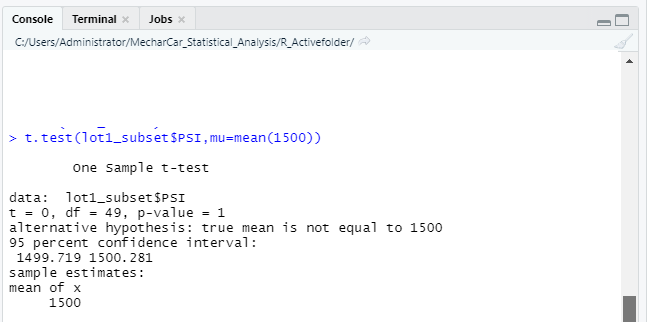 Console Terminal × Jobs ×
C:/Users/Administrator/MecharCar_Statistical_Analysis/R_Activefolder/
> t.test(lot1_subset$PSI,mu=mean(1500))
One Sample t-test
data: lot1_subset$PSI
t = 0, df = 49, p-value = 1
alternative hypothesis: true mean is not equal to 1500
95 percent confidence interval:
1499.719 1500.281
sample estimates:
mean of x
1500